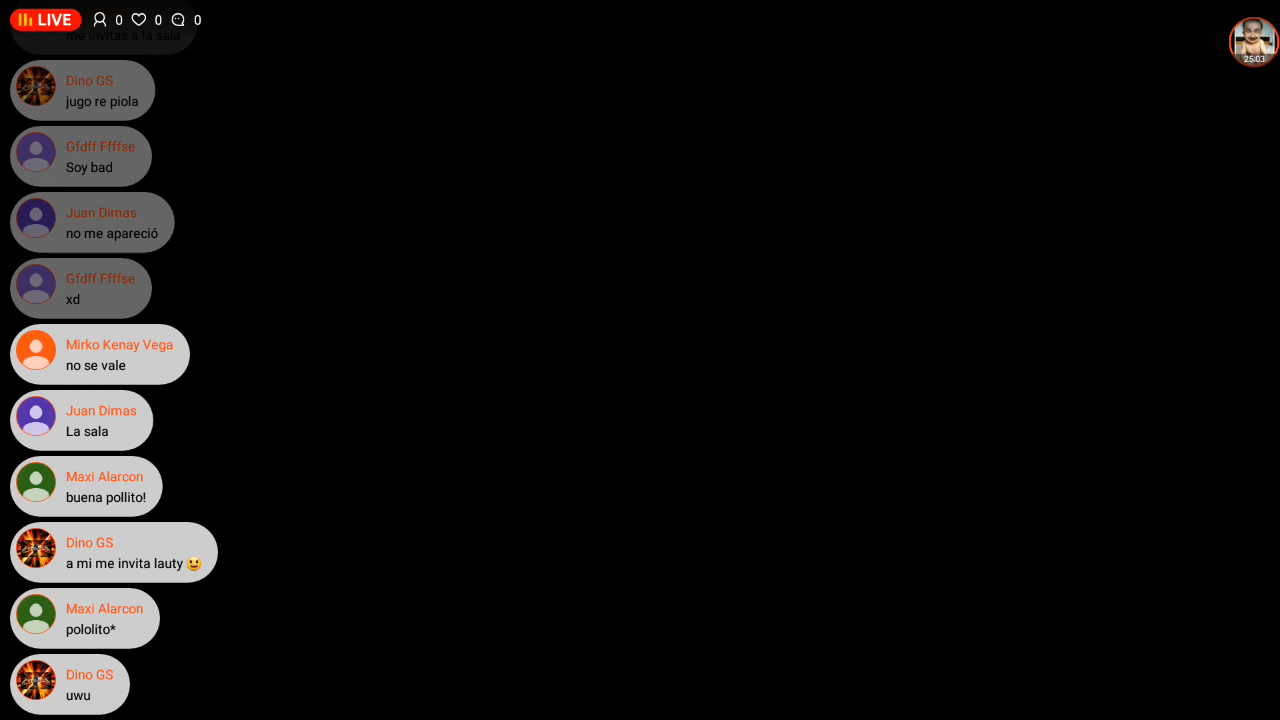 LIVE 0 0 0
me invitas a la sala
25:03
Dino GS
jugo re piola
Gfdff Ffffse
Soy bad
Juan Dimas
no me apareció
Gfdff Ffffse
xd
Mirko Kenay Vega
no se vale
Juan Dimas
La sala
Maxi Alarcon
buena pollito!
Dino GS
a mi me invita lauty 😃
Maxi Alarcon
pololito*
Dino GS
uwu